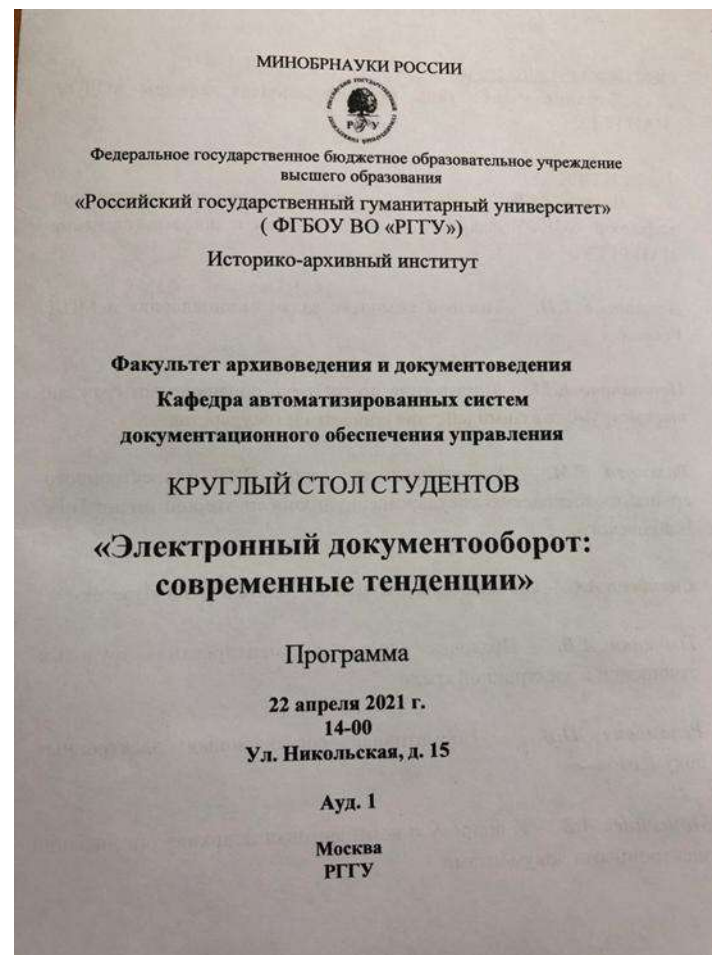 МИНОБРНАУКИ РОССИИ
РГГУ
Федеральное государственное бюджетное образовательное учреждение
высшего образования
«Российский государственный гуманитарный университет»
( ФГБОУ ВО «РГГУ»)
Историко-архивный институт
Факультет архивоведения и документоведения
Кафедра автоматизированных систем
документационного обеспечения управления
КРУГЛЫЙ СТОЛ СТУДЕНТОВ
«Электронный документооборот:
современные тенденции»
Программа
22 апреля 2021 г.
14-00
Ул. Никольская, д. 15
Ауд. 1
Москва
РГГУ